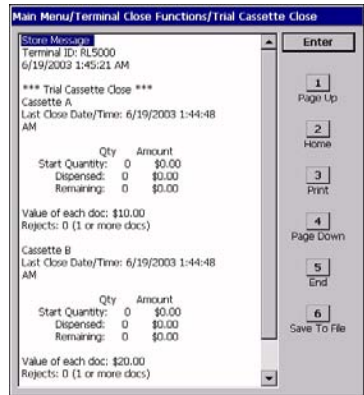 Main Menu/Terminal Close Functions/Trial Cassette Close
Store Message
Terminal ID: RL5000
6/19/2003 1:45:21 AM
*** Trial Cassette Close ***
Cassette A
Last Close Date/Time: 6/19/2003 1:44:48
AM
Qty Amount
Start Quantity: 0 $0.00
Dispensed: 0 $0.00
Remaining: 0 $0.00
Value of each doc: $10.00
Rejects: 0 (1 or more docs)
Cassette B
Last Close Date/Time: 6/19/2003 1:44:48
AM
Qty Amount
Start Quantity: 0 $0.00
Dispensed: 0 $0.00
Remaining: 0 $0.00
Value of each doc: $20.00
Rejects: 0 (1 or more docs)
Enter
1
Page Up
2
Home
3
Print
4
Page Down
5
End
6
Save To File